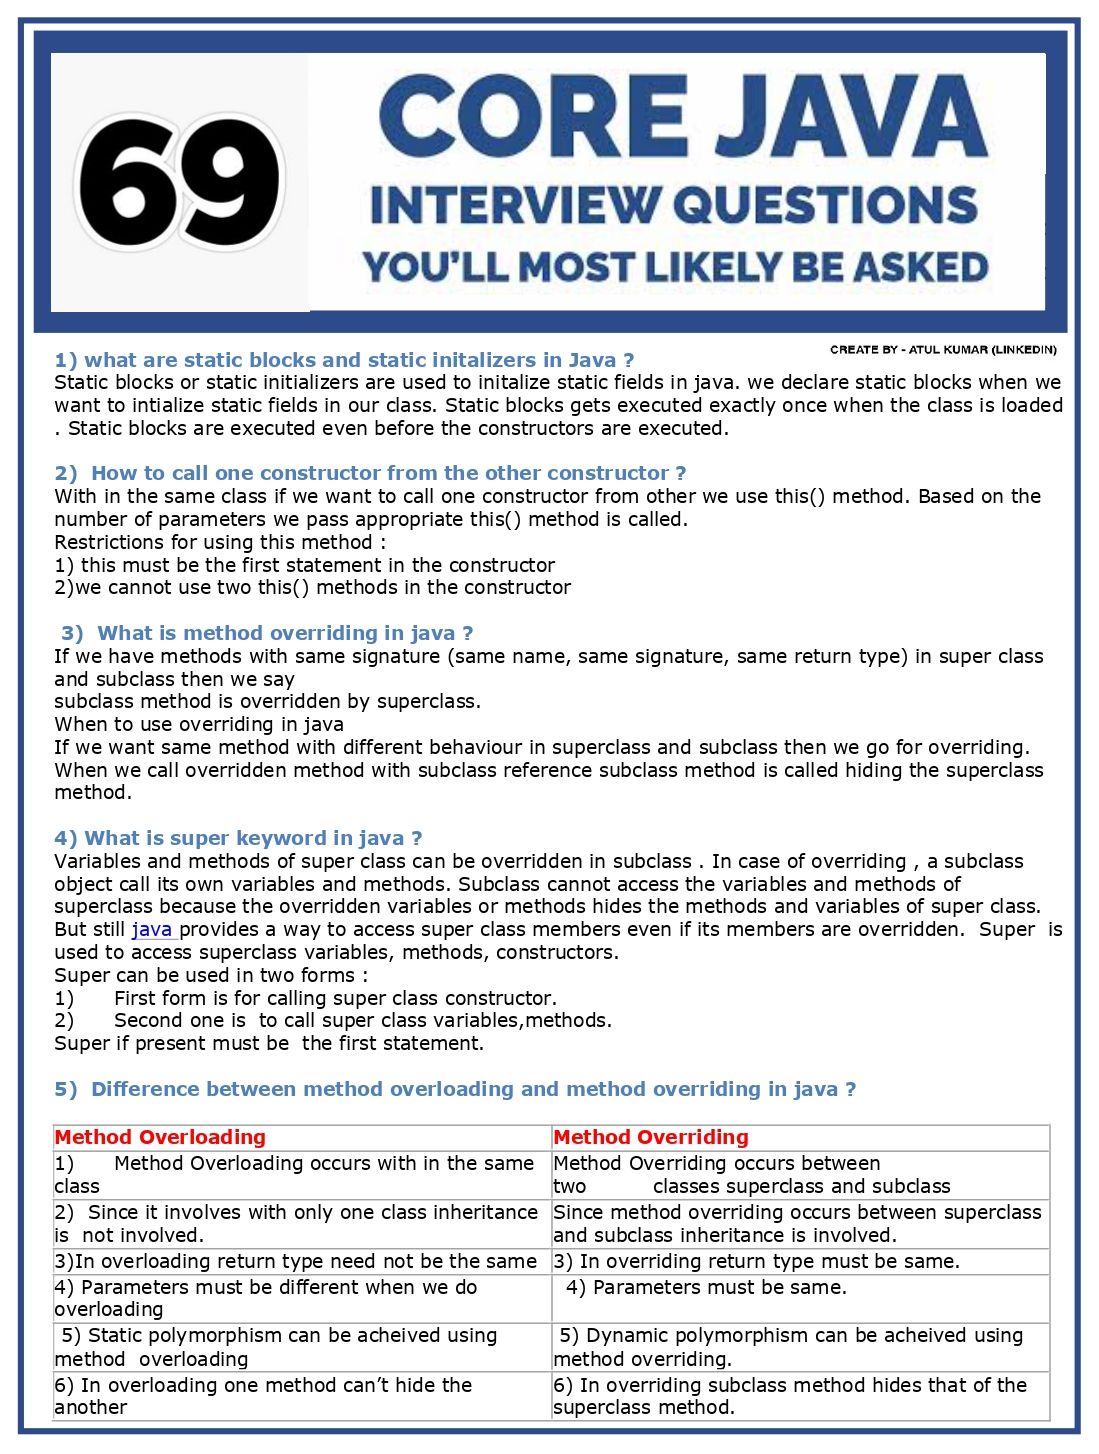 69
CORE JAVA
INTERVIEW QUESTIONS
YOU'LL MOST LIKELY BE ASKED
CREATE BY - ATUL KUMAR (LINKEDIN)
1) what are static blocks and static initalizers in Java ?
Static blocks or static initializers are used to initalize static fields in java. we declare static blocks when we
want to intialize static fields in our class. Static blocks gets executed exactly once when the class is loaded
. Static blocks are executed even before the constructors are executed.
2)  How to call one constructor from the other constructor ?
With in the same class if we want to call one constructor from other we use this() method. Based on the
number of parameters we pass appropriate this() method is called.
Restrictions for using this method :
1) this must be the first statement in the constructor
2)we cannot use two this() methods in the constructor
3)  What is method overriding in java ?
If we have methods with same signature (same name, same signature, same return type) in super class
and subclass then we say
subclass method is overridden by superclass.
When to use overriding in java
If we want same method with different behaviour in superclass and subclass then we go for overriding.
When we call overridden method with subclass reference subclass method is called hiding the superclass
method.
4) What is super keyword in java ?
Variables and methods of super class can be overridden in subclass . In case of overriding , a subclass
object call its own variables and methods. Subclass cannot access the variables and methods of
superclass because the overridden variables or methods hides the methods and variables of super class.
But still java provides a way to access super class members even if its members are overridden.  Super  is
used to access superclass variables, methods, constructors.
Super can be used in two forms :
1)      First form is for calling super class constructor.
2)      Second one is  to call super class variables,methods.
Super if present must be  the first statement.
5)  Difference between method overloading and method overriding in java ?
Method Overloading
Method Overriding
1)      Method Overloading occurs with in the same
class
Method Overriding occurs between
two          classes superclass and subclass
2)  Since it involves with only one class inheritance
is  not involved.
Since method overriding occurs between superclass
and subclass inheritance is involved.
3)In overloading return type need not be the same
3) In overriding return type must be same.
4) Parameters must be different when we do
overloading
4) Parameters must be same.
5) Static polymorphism can be acheived using
method  overloading
5) Dynamic polymorphism can be acheived using
method overriding.
6) In overloading one method can’t hide the
another
6) In overriding subclass method hides that of the
superclass method.